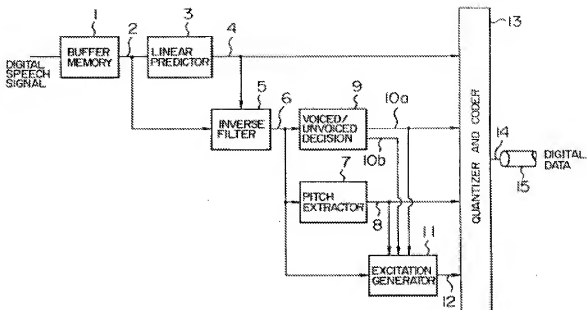 1
BUFFER
MEMORY
2
3
LINEAR
PREDICTOR
4
13
DIGITAL
SPEECH
SIGNAL
5
INVERSE
FILTER
6
9
VOICED/
UNVOICED
DECISION
10a
10b
7
PITCH
EXTRACTOR
8
11
EXCITATION
GENERATOR
12
QUANTIZER AND CODER
14
DIGITAL
DATA
15